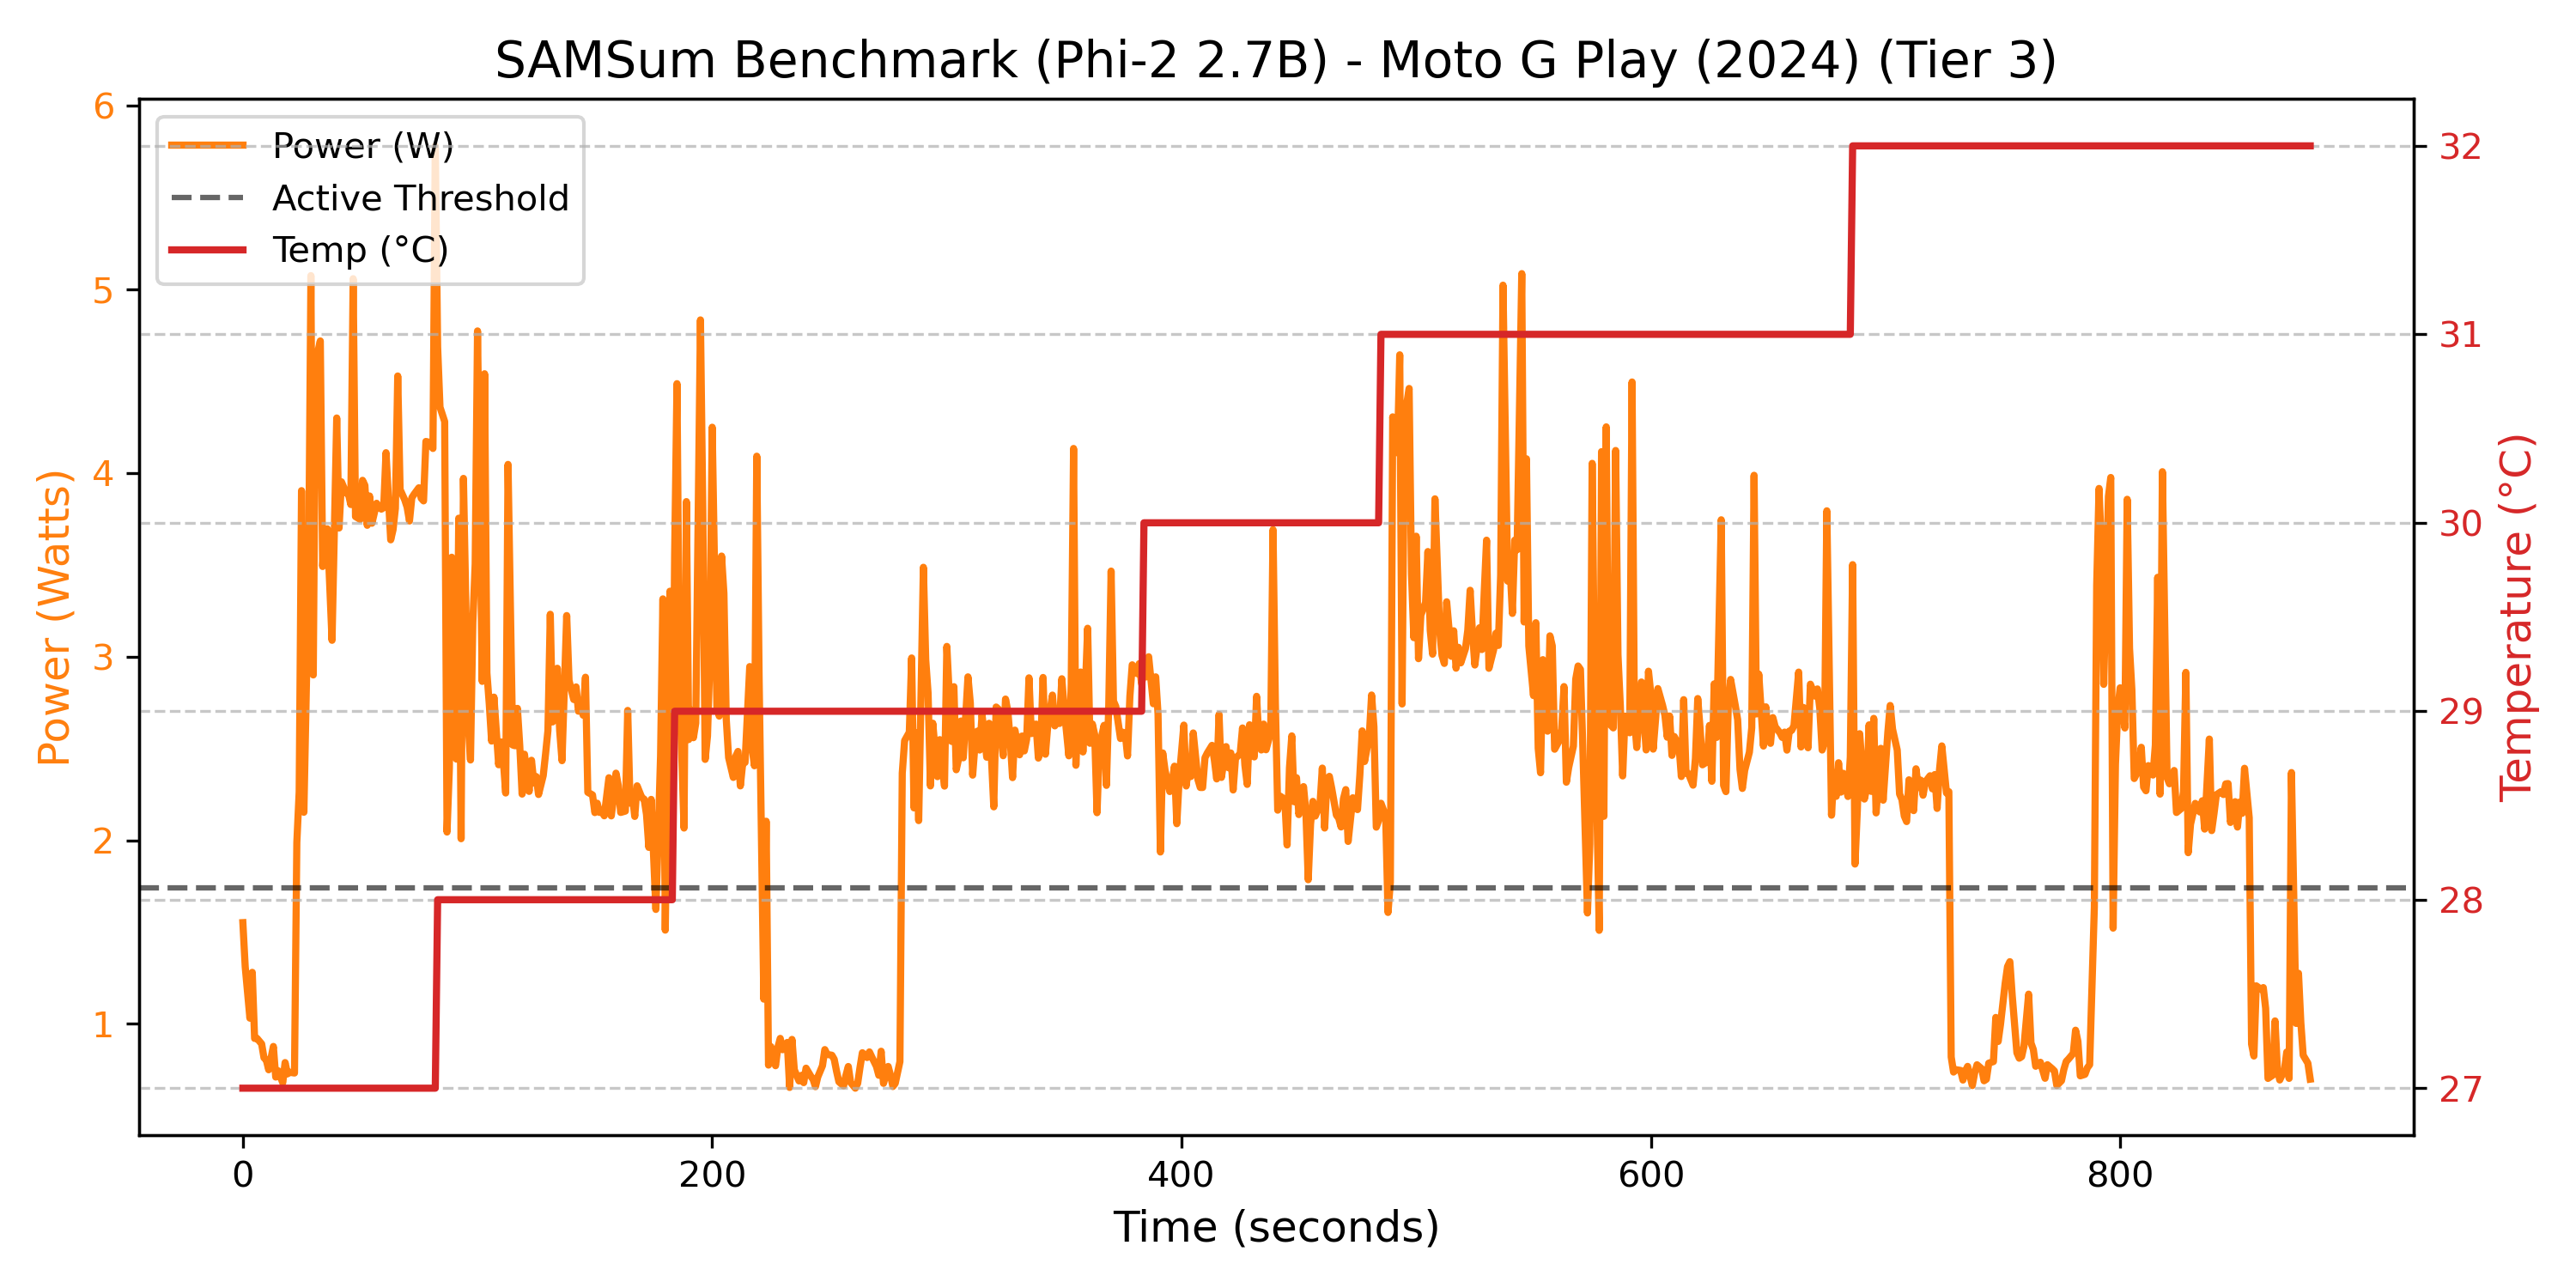 SAMSum Benchmark (Phi-2 2.7B) - Moto G Play (2024) (Tier 3)
Power (W)
Active Threshold
Temp (°C)
Power (Watts)
6
5
4
3
2
1
32
31
30
29
28
27
Temperature (°C)
0 200 400 600 800
Time (seconds)